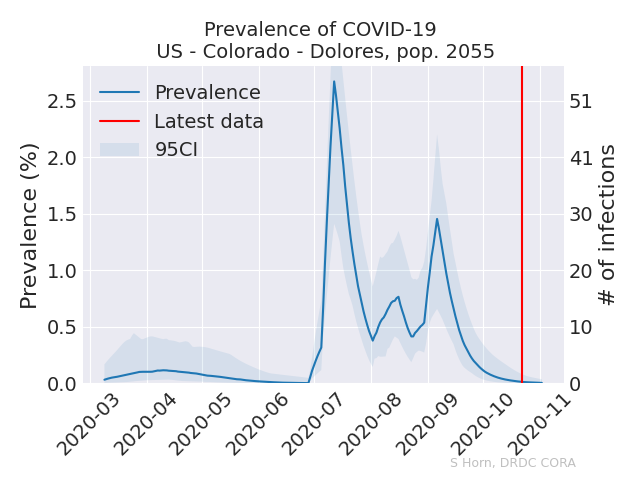 Prevalence of COVID-19
US - Colorado - Dolores, pop. 2055
Prevalence
Latest data
95CI
Prevalence (%)
2.5
2.0
1.5
1.0
0.5
0.0
51
41
30
20
10
0
# of infections
2020-03
2020-04
2020-05
2020-06
2020-07
2020-08
2020-09
2020-10
2020-11
S Horn, DRDC CORA